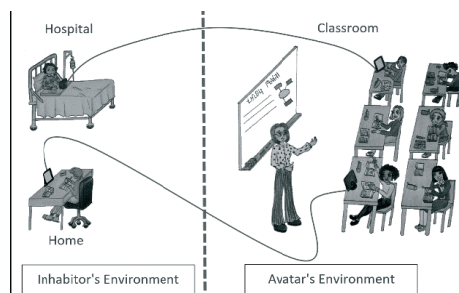 Hospital
Classroom
Home
Inhabitor's Environment
Avatar's Environment